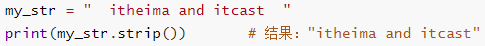 my_str = "  itheima and itcast  "
print(my_str.strip())        # 结果："itheima and itcast"